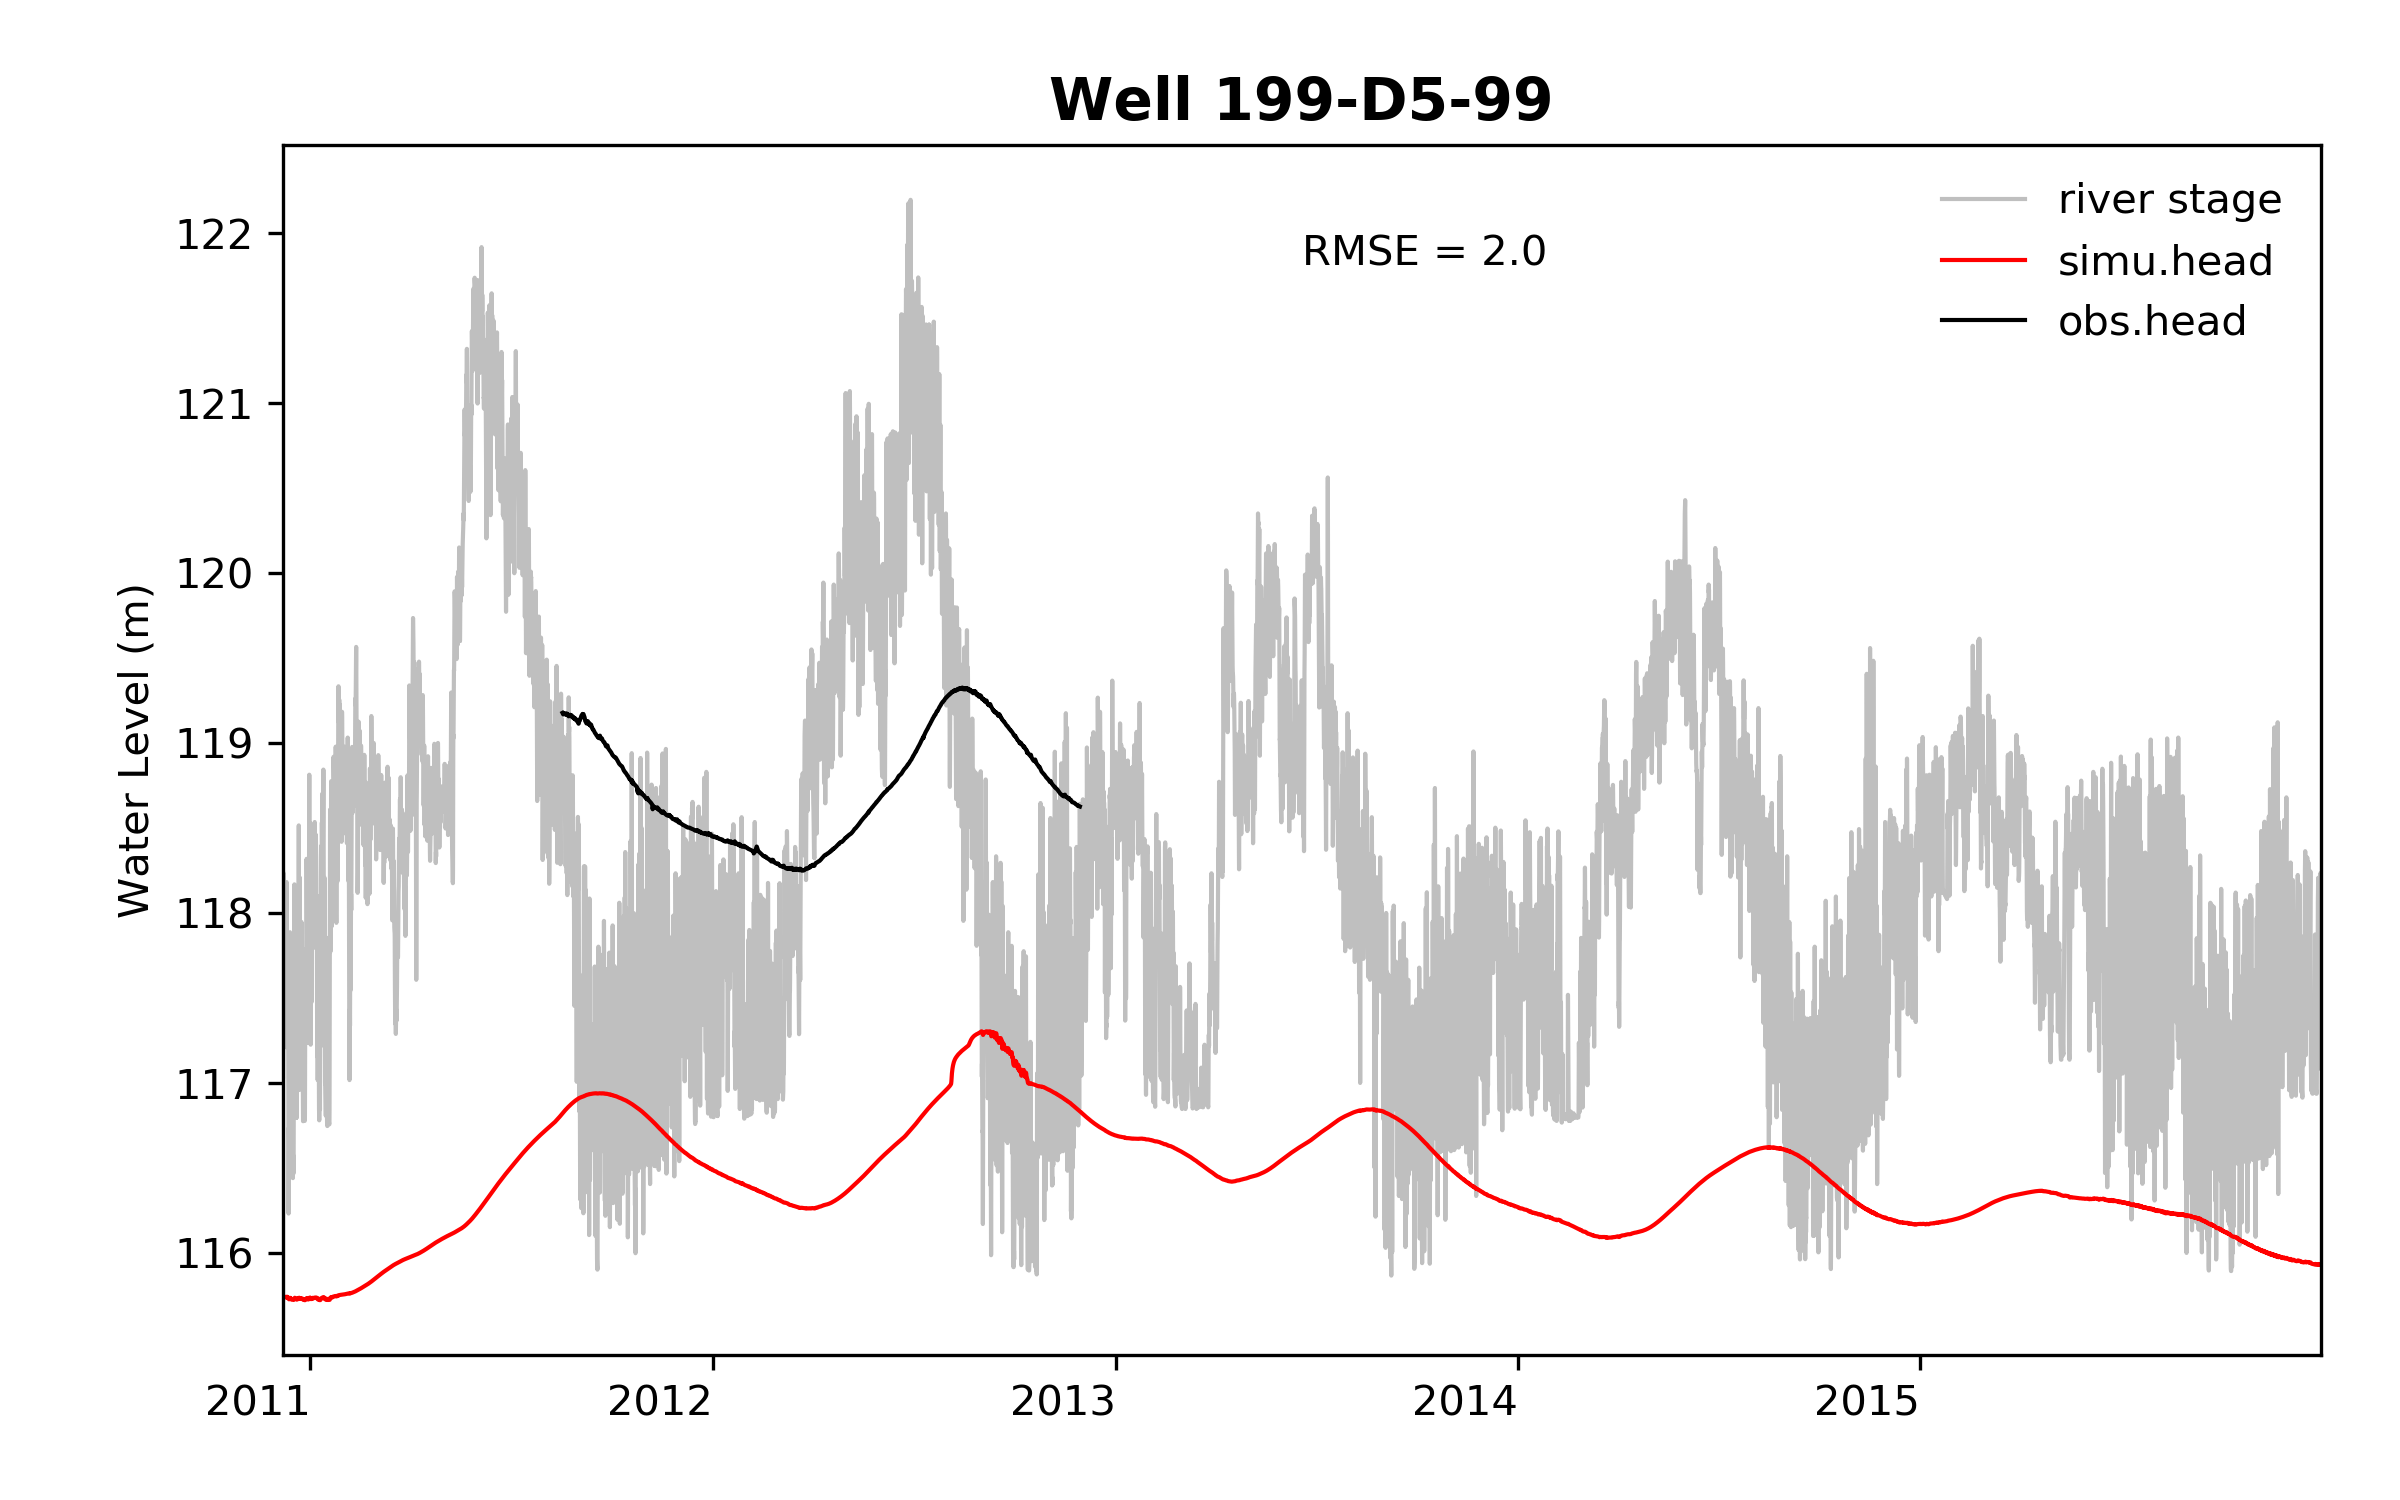 Well 199-D5-99
river stage
RMSE = 2.0
simu.head
obs.head
Water Level (m)
122
121
120
119
118
117
116
2011
2012
2013
2014
2015